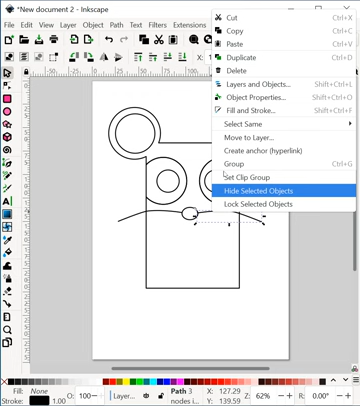 *New document 2 - Inkscape
File Edit View Layer Object Path Text Filters Extensions
Cut Ctrl+X
Copy Ctrl+C
Paste Ctrl+V
Duplicate Ctrl+D
Delete
Layers and Objects... Shift+Ctrl+L
Object Properties... Shift+Ctrl+O
Fill and Stroke... Shift+Ctrl+F
Select Same
Move to Layer...
Create anchor (hyperlink)
Group Ctrl+G
Set Clip Group
Hide Selected Objects
Lock Selected Objects
Fill: None
Stroke: 1.00
O: 100
Layer...
Path 3
nodes i...
X: 127.29
Y: 139.59
Z: 62%
R: 0.00°